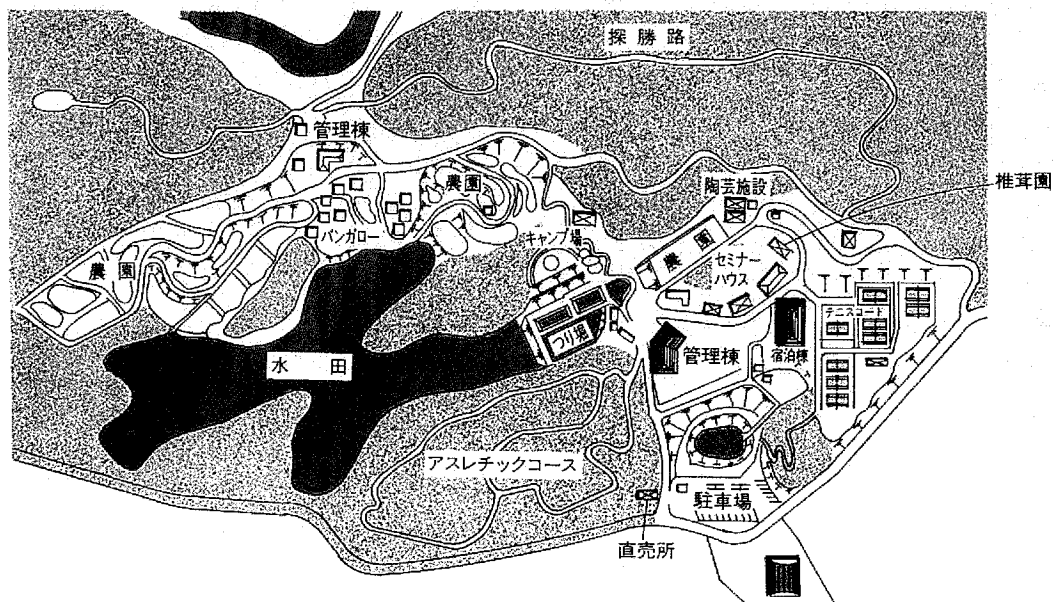 探勝路
管理棟
椎茸園
陶芸施設
農園
バンガロー
キャンプ場
農園
セミナー
ハウス
農園
テニスコート
つり場
管理棟
宿泊棟
水田
アスレチックコース
駐車場
直売所